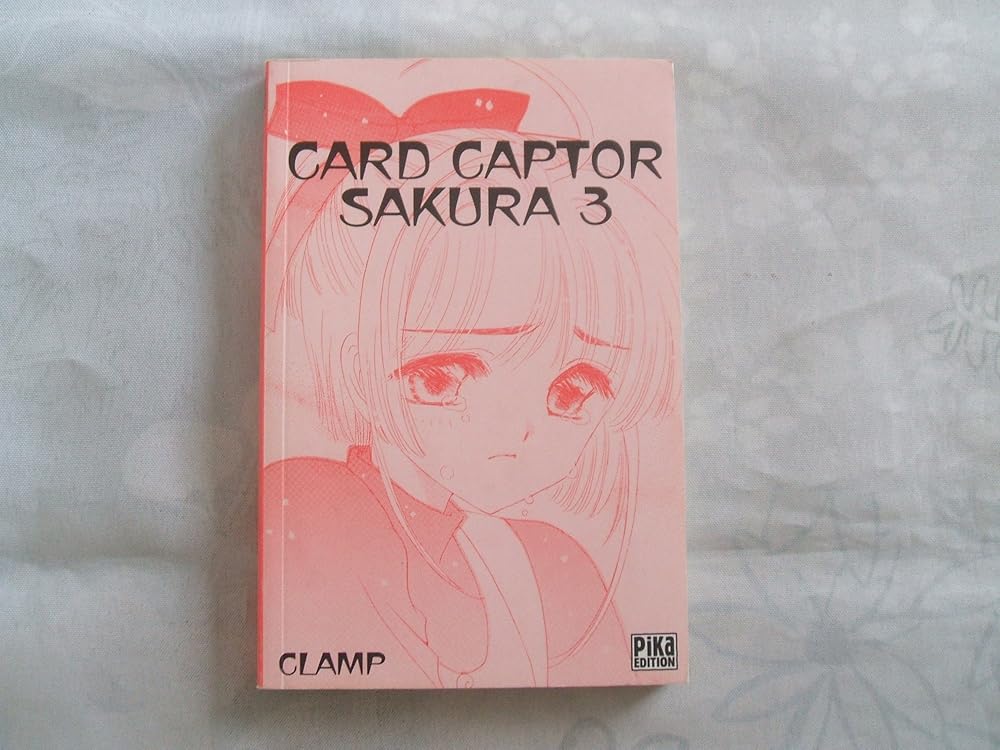 CARD CAPTOR
SAKURA 3
CLAMP
PiKa
EDITION